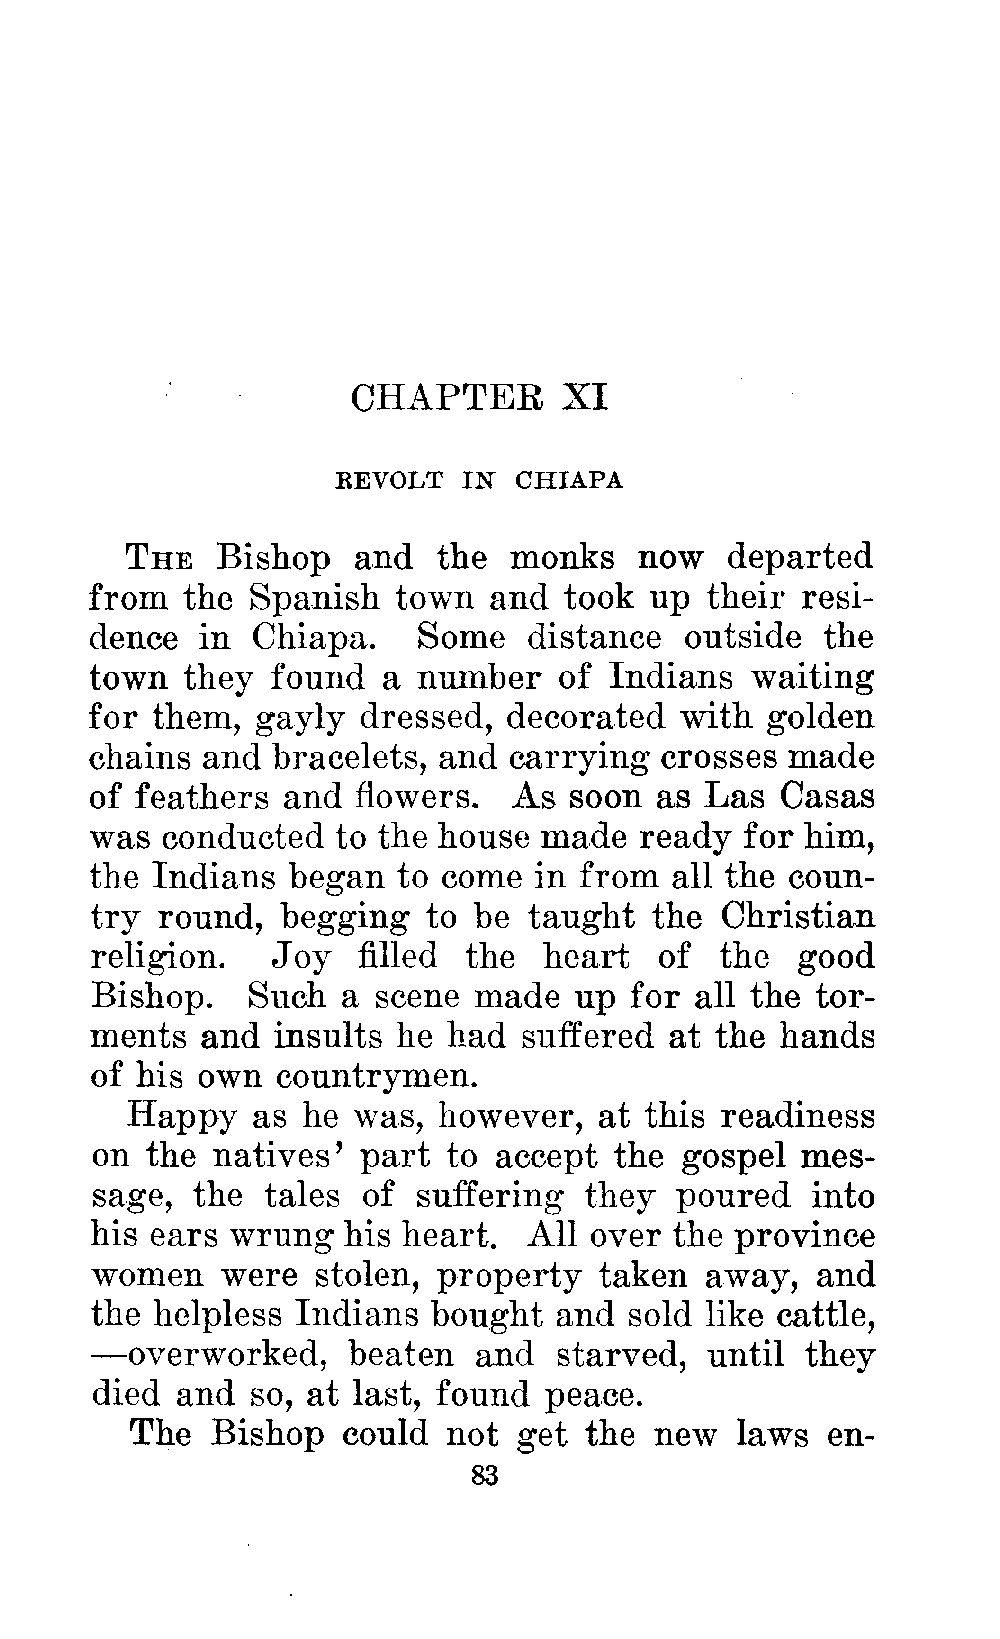 CHAPTER XI
REVOLT IN CHIAPA
THE Bishop and the monks now departed
from the Spanish town and took up their resi-
dence in Chiapa. Some distance outside the
town they found a number of Indians waiting
for them, gayly dressed, decorated with golden
chains and bracelets, and carrying crosses made
of feathers and flowers. As soon as Las Casas
was conducted to the house made ready for him,
the Indians began to come in from all the coun-
try round, begging to be taught the Christian
religion. Joy filled the heart of the good
Bishop. Such a scene made up for all the tor-
ments and insults he had suffered at the hands
of his own countrymen.
Happy as he was, however, at this readiness
on the natives' part to accept the gospel mes-
sage, the tales of suffering they poured into
his ears wrung his heart. All over the province
women were stolen, property taken away, and
the helpless Indians bought and sold like cattle,
—overworked, beaten and starved, until they
died and so, at last, found peace.
The Bishop could not get the new laws en-
83